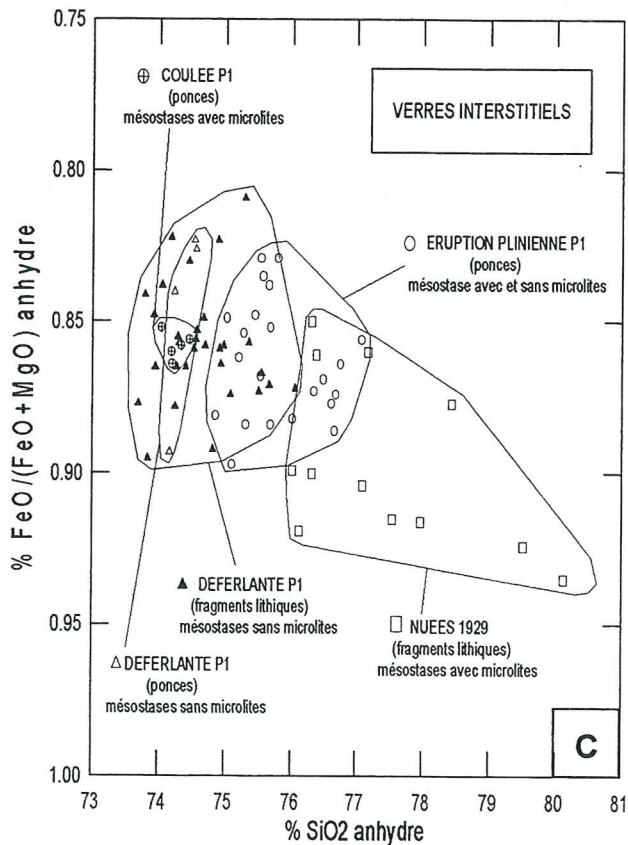 0.75
0.80
0.85
0.90
0.95
1.00
% FeO/(FeO+MgO) anhydre
COULEE P1
(ponces)
mésostases avec microlites
VERRES INTERSTITIELS
ERUPTION PLINIENNE P1
(ponces)
mésostase avec et sans microlites
DEFERLANTE P1
(fragments lithiques)
mésostases sans microlites
DEFERLANTE P1
(ponces)
mésostases sans microlites
NUEES 1929
(fragments lithiques)
mésostases avec microlites
C
73 74 75 76 77 78 79 80 81
% SiO2 anhydre